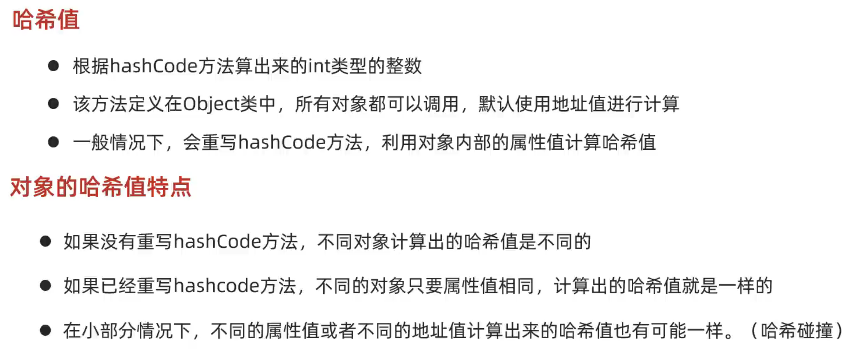 哈希值
● 根据hashCode方法算出来的int类型的整数
● 该方法定义在Object类中，所有对象都可以调用，默认使用地址值进行计算
● 一般情况下，会重写hashCode方法，利用对象内部的属性值计算哈希值
对象的哈希值特点
● 如果没有重写hashCode方法，不同对象计算出的哈希值是不同的
● 如果已经重写hashcode方法，不同的对象只要属性值相同，计算出的哈希值就是一样的
● 在小部分情况下，不同的属性值或者不同的地址值计算出来的哈希值也有可能一样。（哈希碰撞）